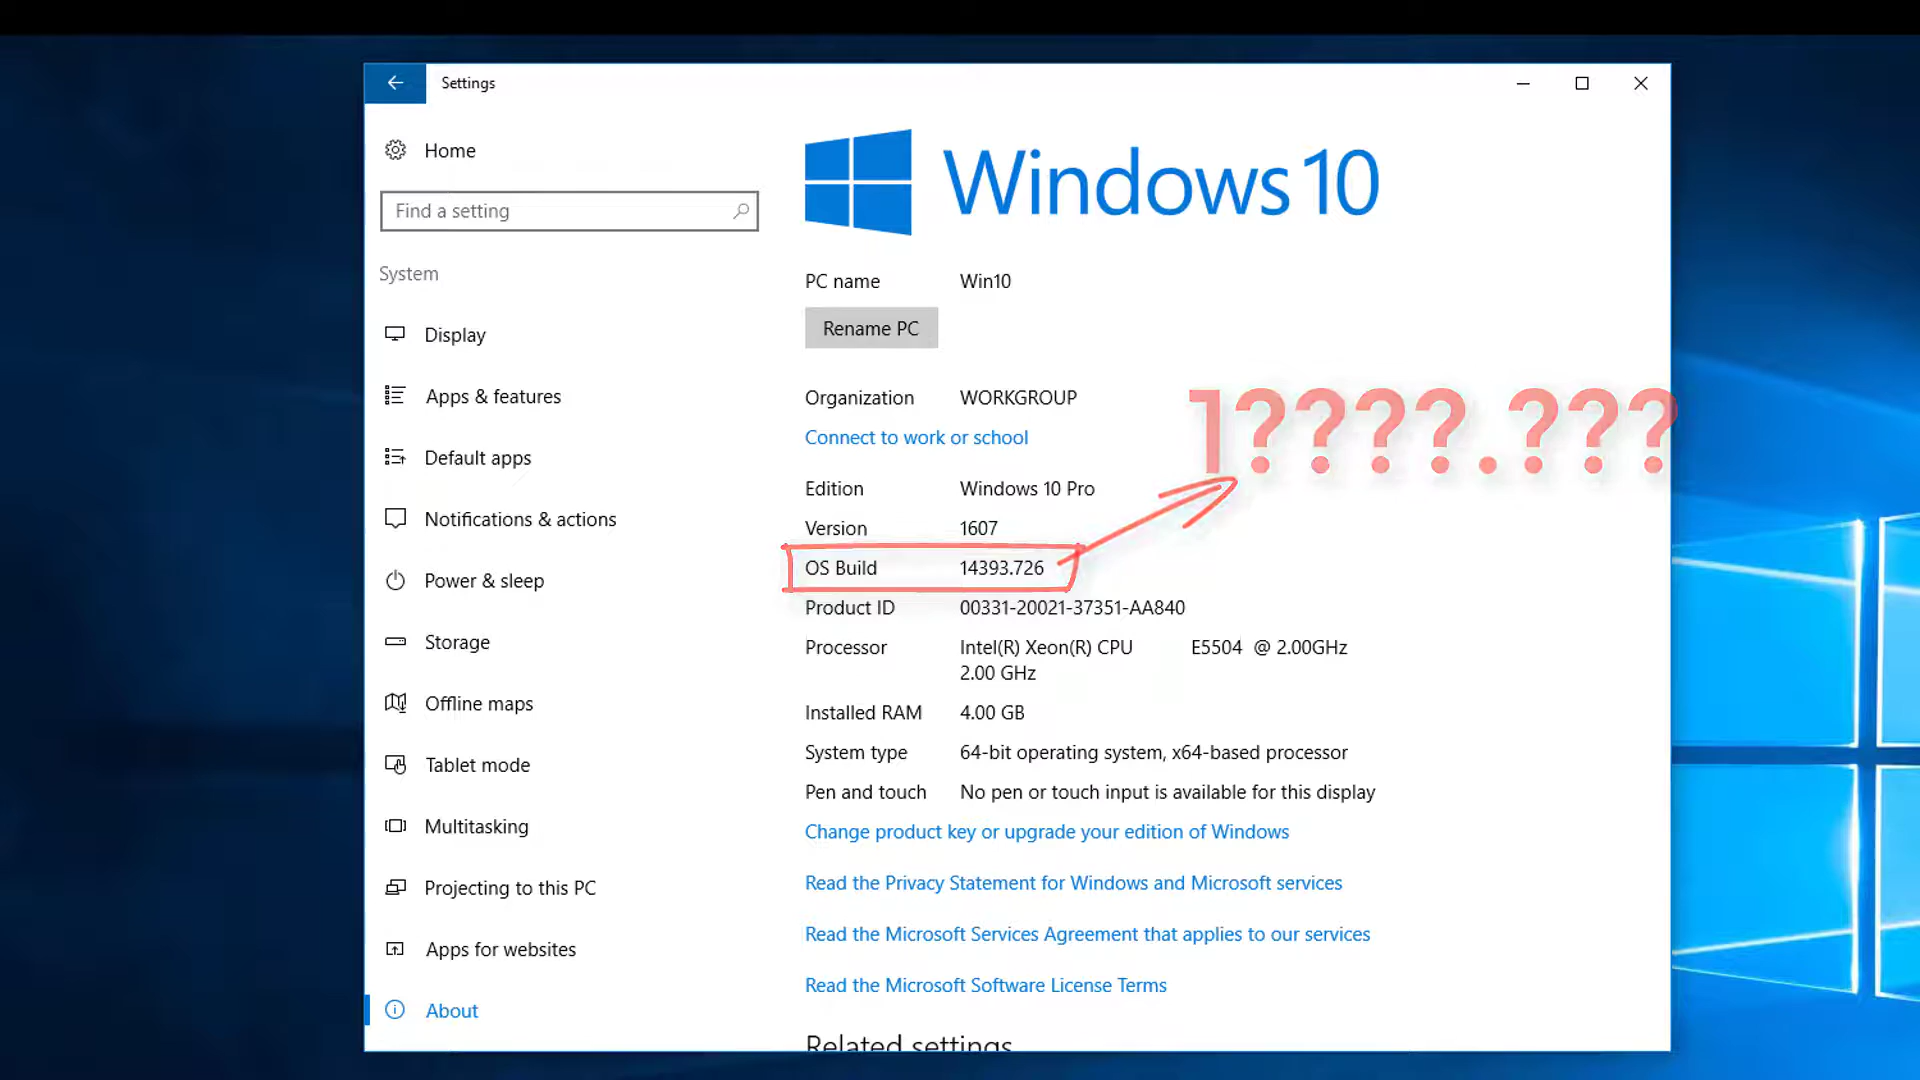 Settings
Home
Find a setting
System
Display
Apps & features
Default apps
Notifications & actions
Power & sleep
Storage
Offline maps
Tablet mode
Multitasking
Projecting to this PC
Apps for websites
About
Windows 10
PC name Win10
Rename PC
Organization WORKGROUP
Connect to work or school
1????.???
Edition Windows 10 Pro
Version 1607
OS Build 14393.726
Product ID 00331-20021-37351-AA840
Processor Intel(R) Xeon(R) CPU E5504 @ 2.00GHz
2.00 GHz
Installed RAM 4.00 GB
System type 64-bit operating system, x64-based processor
Pen and touch No pen or touch input is available for this display
Change product key or upgrade your edition of Windows
Read the Privacy Statement for Windows and Microsoft services
Read the Microsoft Services Agreement that applies to our services
Read the Microsoft Software License Terms
Related settings